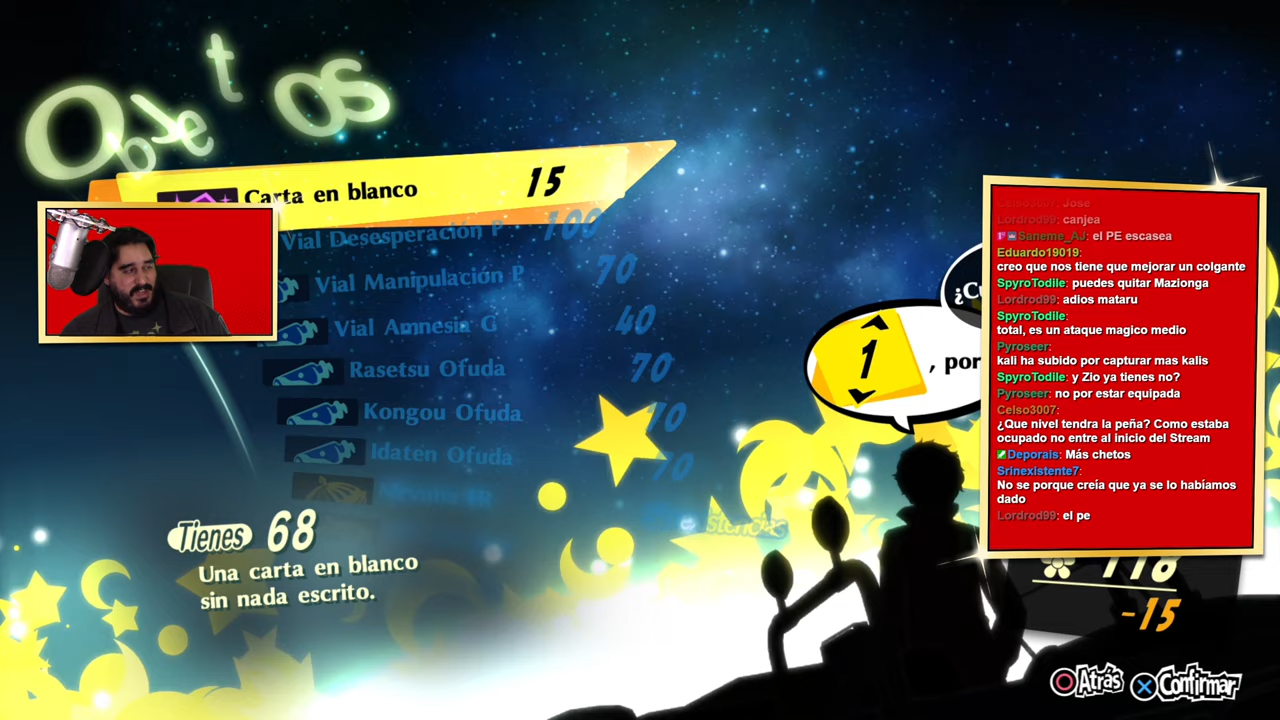 Objetos
Carta en blanco 15
Vial Desesperación P 100
Vial Manipulación P 70
Vial Amnesia G 40
Rasetsu Ofuda 70
Kongou Ofuda 70
Idaten Ofuda 70
Tienes 68
Una carta en blanco
sin nada escrito.
1 , por
118
-15
Atrás
Confirmar
Celso3007: Jose
Lordrod99: canjea
Saneme_AJ: el PE escasea
Eduardo19019:
creo que nos tiene que mejorar un colgante
SpyroTodile: puedes quitar Mazionga
Lordrod99: adios mataru
SpyroTodile:
total, es un ataque magico medio
Pyroseer:
kali ha subido por capturar mas kalis
SpyroTodile: y Zio ya tienes no?
Pyroseer: no por estar equipada
Celso3007:
¿Que nivel tendra la peña? Como estaba
ocupado no entre al inicio del Stream
Deporais: Más chetos
Srinexistente7:
No se porque creía que ya se lo habíamos
dado
Lordrod99: el pe